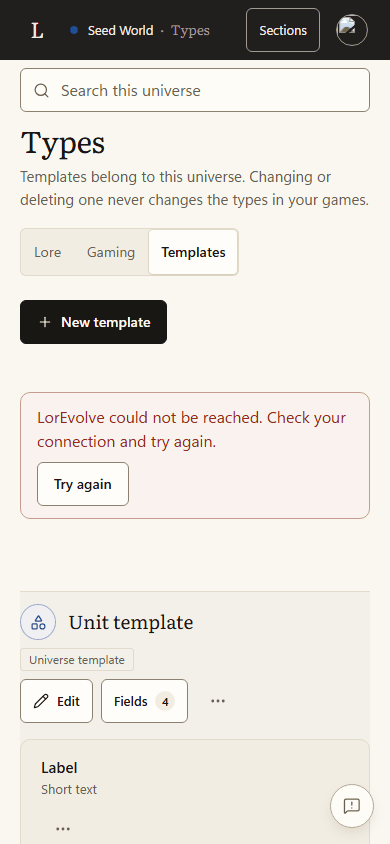 L
Seed World · Types
Sections
Search this universe
Types
Templates belong to this universe. Changing or
deleting one never changes the types in your games.
Lore
Gaming
Templates
New template
LorEvolve could not be reached. Check your
connection and try again.
Try again
Unit template
Universe template
Edit
Fields 4
Label
Short text